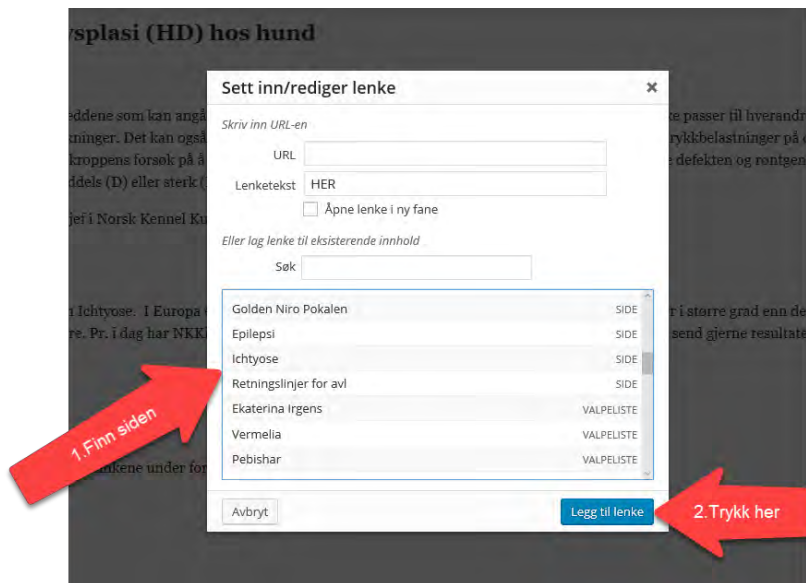 ysplasi (HD) hos hund
Sett inn/rediger lenke
eddene som kan angå
passer til hverandr
Skriv inn URL-en
kninger. Det kan også
rykkbelastninger på
URL
kroppens forsøk på å
defekten og røntgen
ddels (D) eller sterk (
Lenketekst HER
Åpne lenke i ny fane
jef i Norsk Kennel Ku
Eller lag lenke til eksisterende innhold
Søk
Ichtyose. I Europa
r i større grad enn de
Golden Niro Pokalen SIDE
re. Pr. i dag har NKK
send gjerne resultate
Epilepsi SIDE
Ichtyose SIDE
Retningslinjer for avl SIDE
Ekaterina Irgens VALPELISTE
1.Finn siden
Vermelia VALPELISTE
Pebishar VALPELISTE
nkene under for
Avbryt
Legg til lenke
2.Trykk her